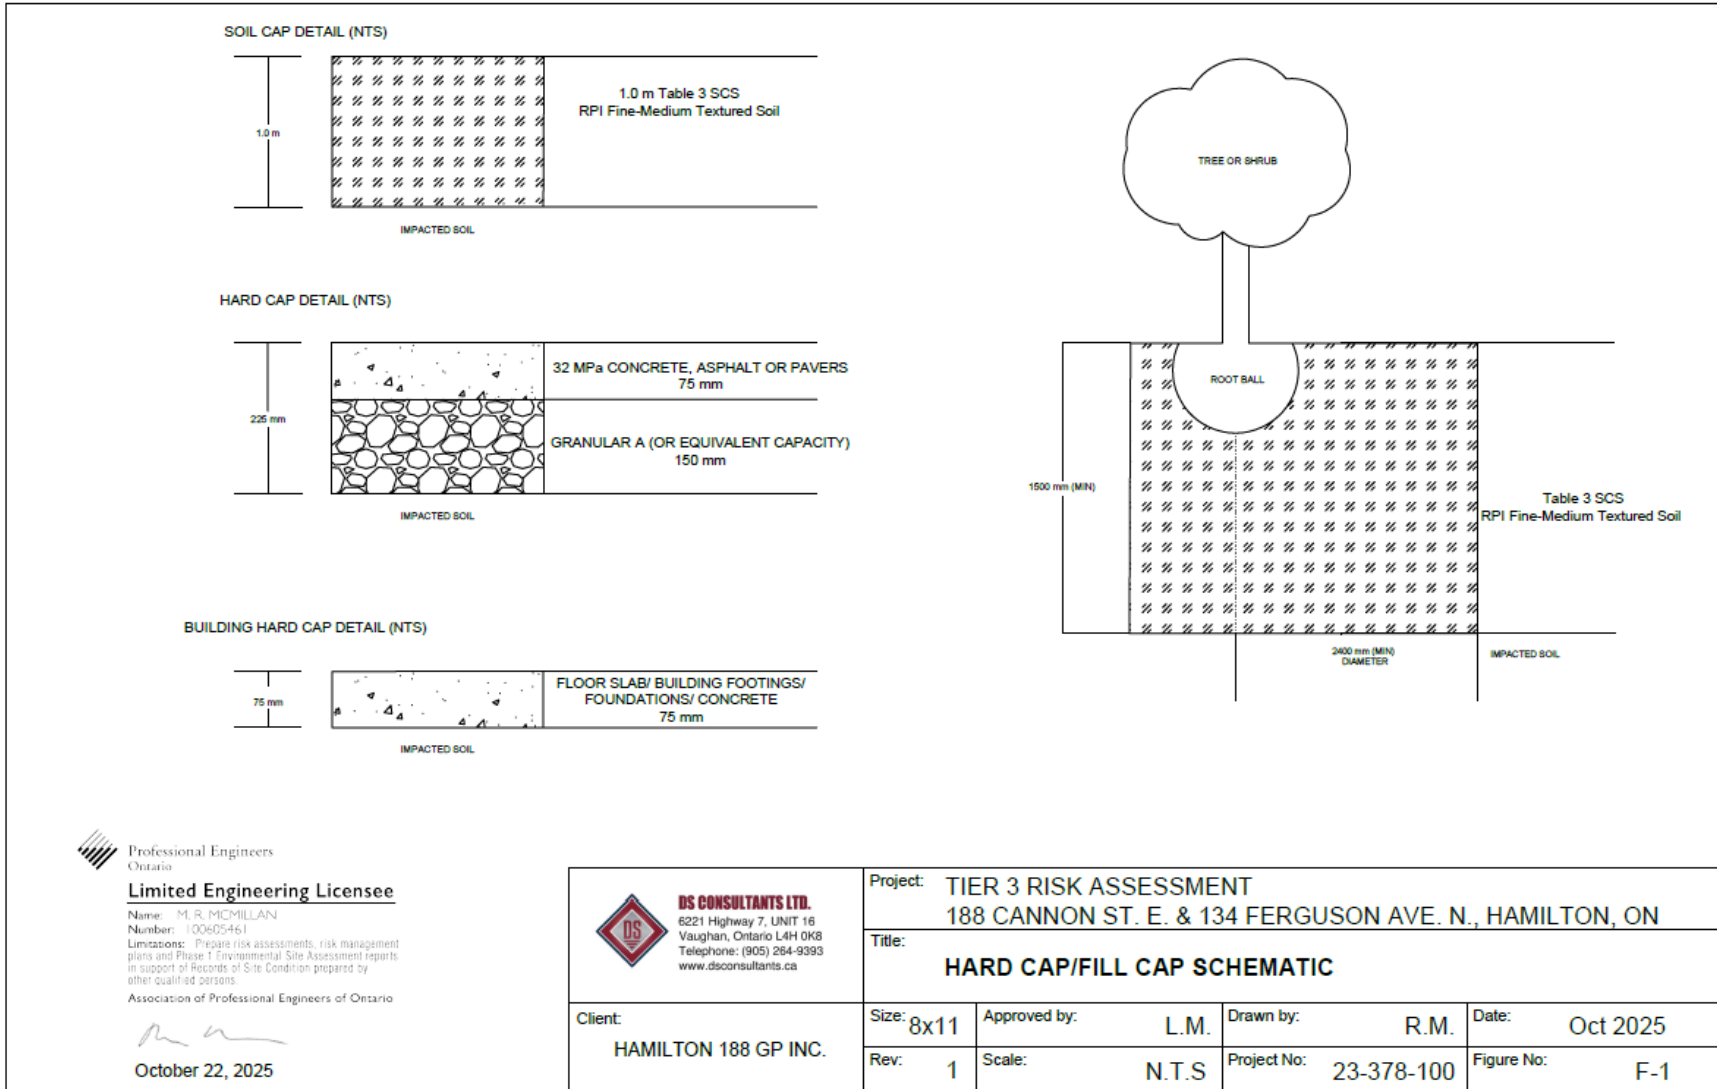 SOIL CAP DETAIL (NTS)
1.0 m
1.0 m Table 3 SCS
RPI Fine-Medium Textured Soil
IMPACTED SOIL
HARD CAP DETAIL (NTS)
225 mm
32 MPa CONCRETE, ASPHALT OR PAVERS
75 mm
GRANULAR A (OR EQUIVALENT CAPACITY)
150 mm
IMPACTED SOIL
BUILDING HARD CAP DETAIL (NTS)
75 mm
FLOOR SLAB/ BUILDING FOOTINGS/
FOUNDATIONS/ CONCRETE
75 mm
IMPACTED SOIL
TREE OR SHRUB
ROOT BALL
1500 mm (MIN)
Table 3 SCS
RPI Fine-Medium Textured Soil
2400 mm (MIN)
DIAMETER
IMPACTED SOIL
Professional Engineers
Ontario
Limited Engineering Licensee
Name: M. R. MCMILLAN
Number: 100605461
Limitations: Prepare risk assessments, risk management
plans and Phase 1 Environmental Site Assessment reports
in support of Records of Site Condition prepared by
other qualified persons.
Association of Professional Engineers of Ontario
October 22, 2025
DS
DS CONSULTANTS LTD.
6221 Highway 7, UNIT 16
Vaughan, Ontario L4H 0K8
Telephone: (905) 264-9393
www.dsconsultants.ca
Client:
HAMILTON 188 GP INC.
Project: TIER 3 RISK ASSESSMENT
188 CANNON ST. E. & 134 FERGUSON AVE. N., HAMILTON, ON
Title:
HARD CAP/FILL CAP SCHEMATIC
Size: 8x11
Approved by: L.M.
Drawn by: R.M.
Date: Oct 2025
Rev: 1
Scale: N.T.S
Project No: 23-378-100
Figure No: F-1